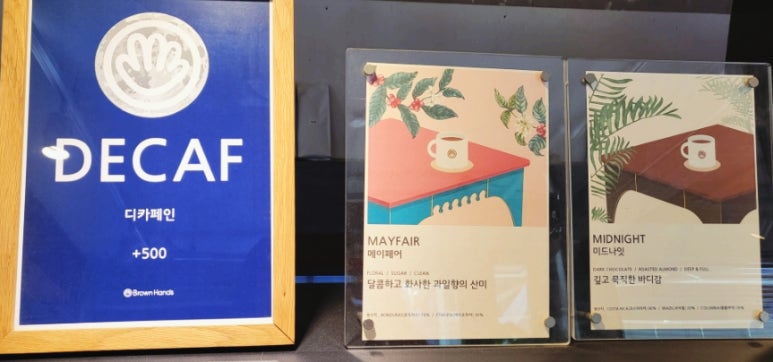 DECAF
디카페인
+500
Brown Hands
MAYFAIR
메이페어
FLORAL / SUGAR / CLEAN
달콤하고 화사한 과일향의 산미
MIDNIGHT
미드나잇
DARK CHOCOLATE / ROASTED ALMOND / DEEP & FULL
깊고 묵직한 바디감